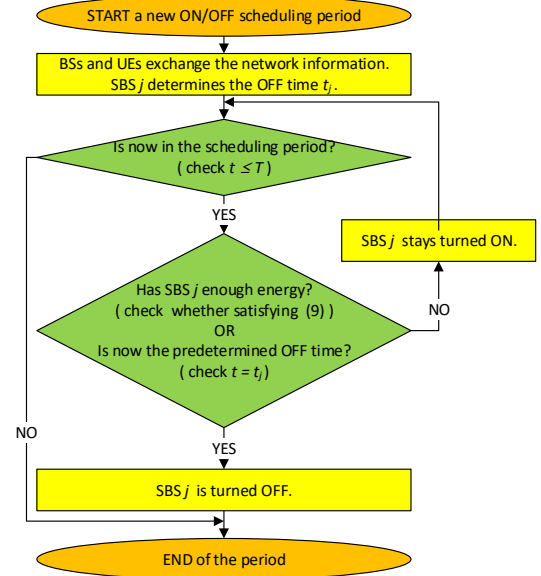 START a new ON/OFF scheduling period
BSs and UEs exchange the network information.
SBS j determines the OFF time tj.
Is now in the scheduling period?
( check t ≤ T )
YES
SBS j stays turned ON.
Has SBS j enough energy?
( check whether satisfying (9) )
OR
Is now the predetermined OFF time?
( check t = tj )
NO
NO
YES
SBS j is turned OFF.
END of the period